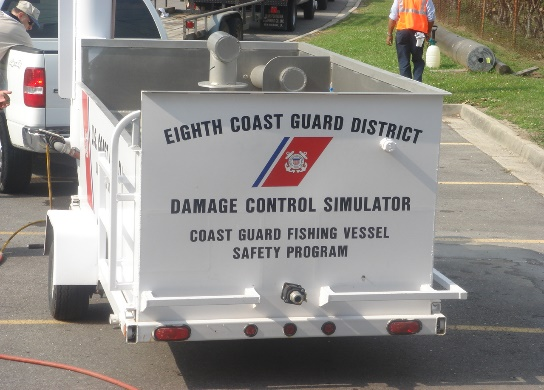 EIGHTH COAST GUARD DISTRICT
DAMAGE CONTROL SIMULATOR
COAST GUARD FISHING VESSEL
SAFETY PROGRAM